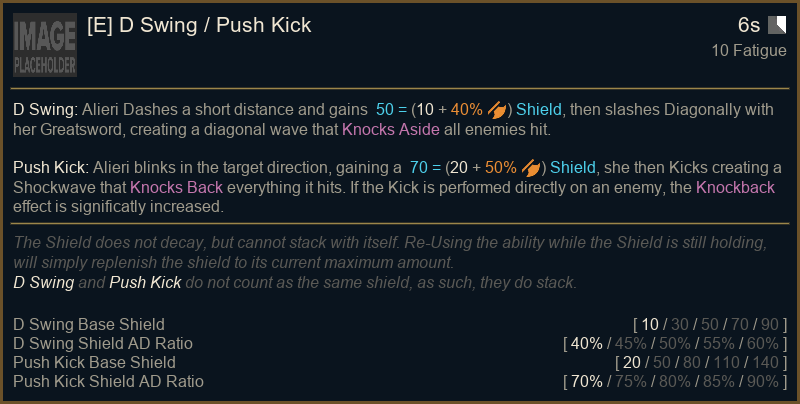 IMAGE
PLACEHOLDER
[E] D Swing / Push Kick
6s
10 Fatigue
D Swing: Alieri Dashes a short distance and gains 50 = (10 + 40% ) Shield, then slashes Diagonally with
her Greatsword, creating a diagonal wave that Knocks Aside all enemies hit.
Push Kick: Alieri blinks in the target direction, gaining a 70 = (20 + 50% ) Shield, she then Kicks creating a
Shockwave that Knocks Back everything it hits. If the Kick is performed directly on an enemy, the Knockback
effect is significatly increased.
The Shield does not decay, but cannot stack with itself. Re-Using the ability while the Shield is still holding,
will simply replenish the shield to its current maximum amount.
D Swing and Push Kick do not count as the same shield, as such, they do stack.
D Swing Base Shield [ 10 / 30 / 50 / 70 / 90 ]
D Swing Shield AD Ratio [ 40% / 45% / 50% / 55% / 60% ]
Push Kick Base Shield [ 20 / 50 / 80 / 110 / 140 ]
Push Kick Shield AD Ratio [ 70% / 75% / 80% / 85% / 90% ]